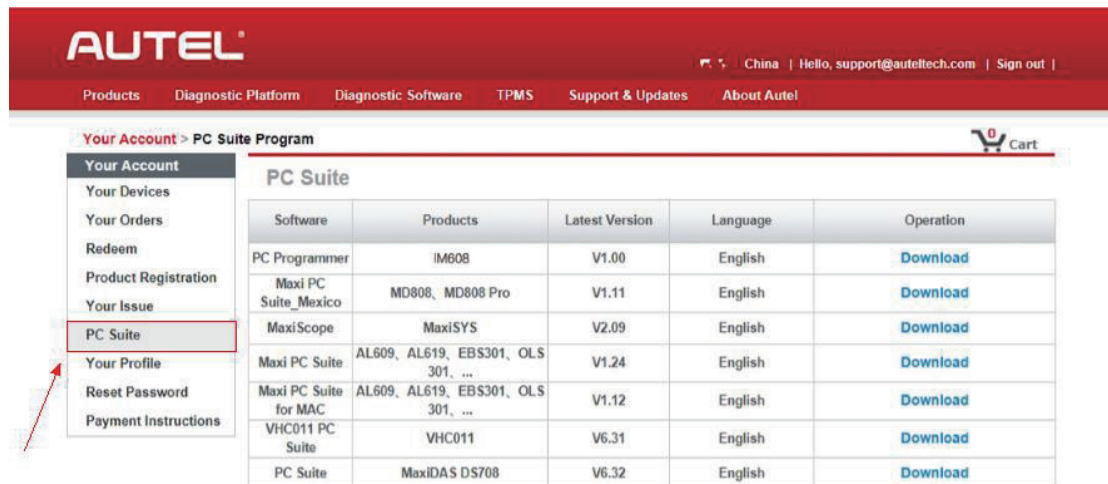 AUTEL
China | Hello, support@auteltech.com | Sign out |
Products Diagnostic Platform Diagnostic Software TPMS Support & Updates About Autel
Your Account > PC Suite Program
0 Cart
Your Account
Your Devices
Your Orders
Redeem
Product Registration
Your Issue
PC Suite
Your Profile
Reset Password
Payment Instructions
PC Suite
Software Products Latest Version Language Operation
PC Programmer IM608 V1.00 English Download
Maxi PC
Suite_Mexico MD808、MD808 Pro V1.11 English Download
MaxiScope MaxiSYS V2.09 English Download
Maxi PC Suite AL609、AL619、EBS301、OLS
301、... V1.24 English Download
Maxi PC Suite
for MAC AL609、AL619、EBS301、OLS
301、... V1.12 English Download
VHC011 PC
Suite VHC011 V6.31 English Download
PC Suite MaxiDAS DS708 V6.32 English Download